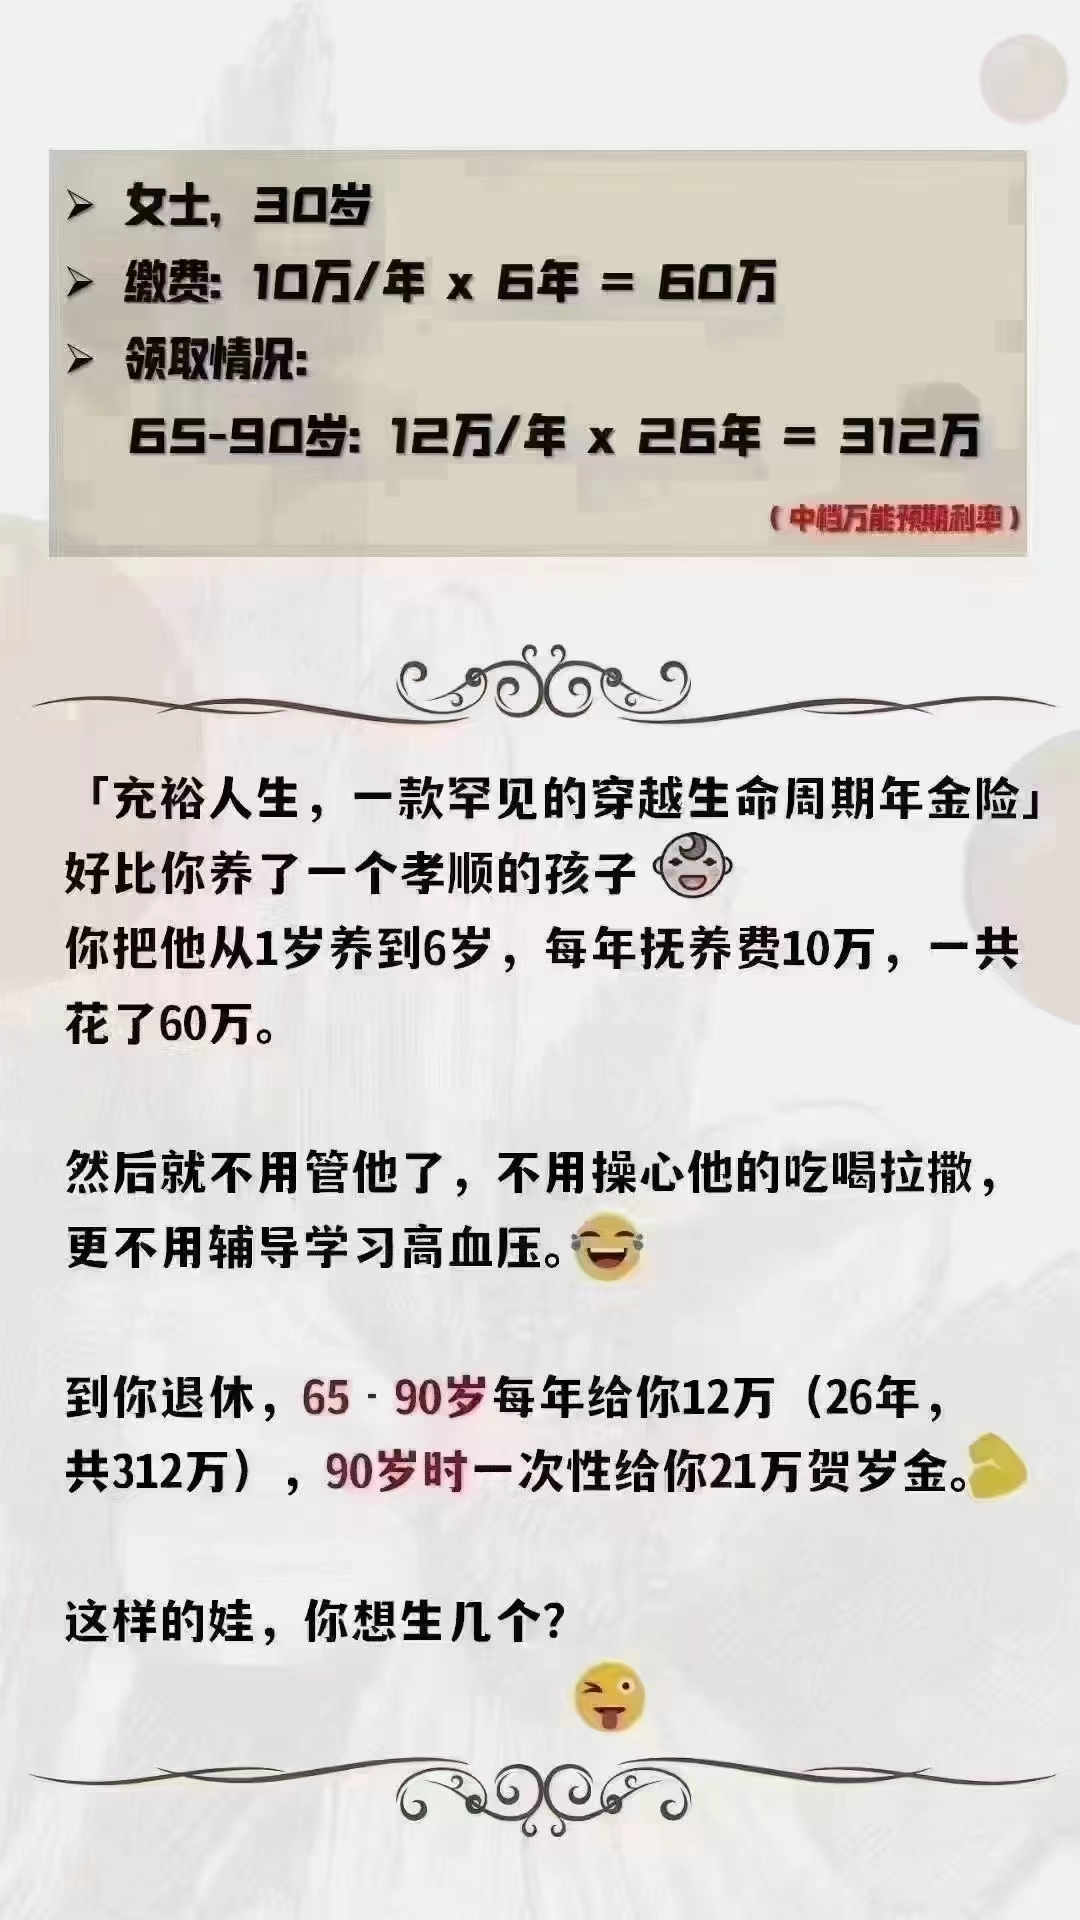 ➢ 女士，30岁
➢ 缴费: 10万/年 x 6年 = 60万
➢ 领取情况:
65-90岁: 12万/年 x 26年 = 312万
（中档万能预期利率）
「充裕人生，一款罕见的穿越生命周期年金险」
好比你养了一个孝顺的孩子
你把他从1岁养到6岁，每年抚养费10万，一共
花了60万。
然后就不用管他了，不用操心他的吃喝拉撒，
更不用辅导学习高血压。
到你退休，65 - 90岁每年给你12万（26年，
共312万），90岁时一次性给你21万贺岁金。
这样的娃，你想生几个?